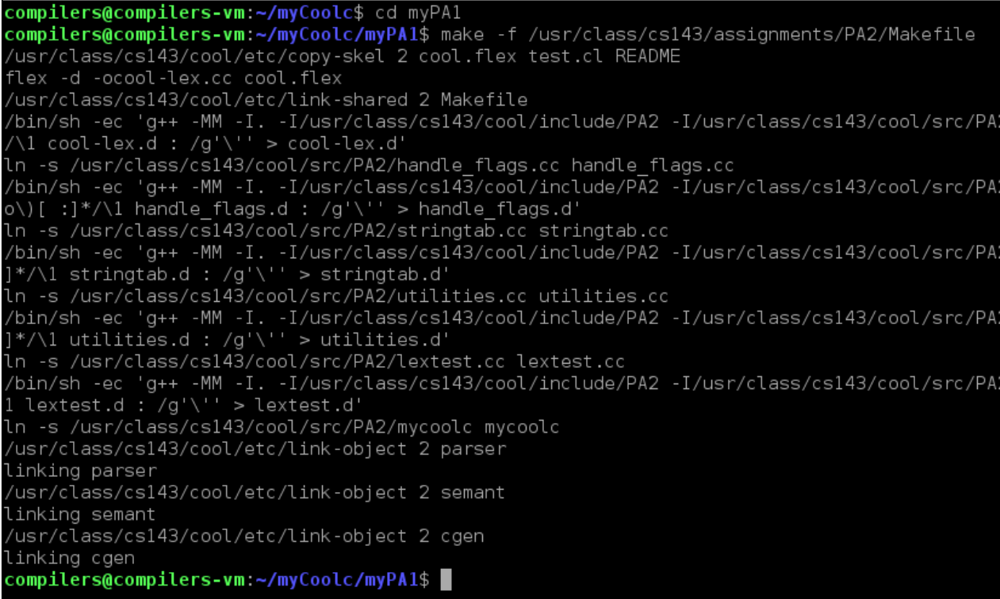 compilers@compilers-vm:~/myCoolc$ cd myPA1
compilers@compilers-vm:~/myCoolc/myPA1$ make -f /usr/class/cs143/assignments/PA2/Makefile
/usr/class/cs143/cool/etc/copy-skel 2 cool.flex test.cl README
flex -d -ocool-lex.cc cool.flex
/usr/class/cs143/cool/etc/link-shared 2 Makefile
/bin/sh -ec 'g++ -MM -I. -I/usr/class/cs143/cool/include/PA2 -I/usr/class/cs143/cool/src/PA
/\1 cool-lex.d : /g'\'' > cool-lex.d'
ln -s /usr/class/cs143/cool/src/PA2/handle_flags.cc handle_flags.cc
/bin/sh -ec 'g++ -MM -I. -I/usr/class/cs143/cool/include/PA2 -I/usr/class/cs143/cool/src/PA
o\)[ :]*/\1 handle_flags.d : /g'\'' > handle_flags.d'
ln -s /usr/class/cs143/cool/src/PA2/stringtab.cc stringtab.cc
/bin/sh -ec 'g++ -MM -I. -I/usr/class/cs143/cool/include/PA2 -I/usr/class/cs143/cool/src/PA
]*/\1 stringtab.d : /g'\'' > stringtab.d'
ln -s /usr/class/cs143/cool/src/PA2/utilities.cc utilities.cc
/bin/sh -ec 'g++ -MM -I. -I/usr/class/cs143/cool/include/PA2 -I/usr/class/cs143/cool/src/PA
]*/\1 utilities.d : /g'\'' > utilities.d'
ln -s /usr/class/cs143/cool/src/PA2/lextest.cc lextest.cc
/bin/sh -ec 'g++ -MM -I. -I/usr/class/cs143/cool/include/PA2 -I/usr/class/cs143/cool/src/PA
1 lextest.d : /g'\'' > lextest.d'
ln -s /usr/class/cs143/cool/src/PA2/mycoolc mycoolc
/usr/class/cs143/cool/etc/link-object 2 parser
linking parser
/usr/class/cs143/cool/etc/link-object 2 semant
linking semant
/usr/class/cs143/cool/etc/link-object 2 cgen
linking cgen
compilers@compilers-vm:~/myCoolc/myPA1$